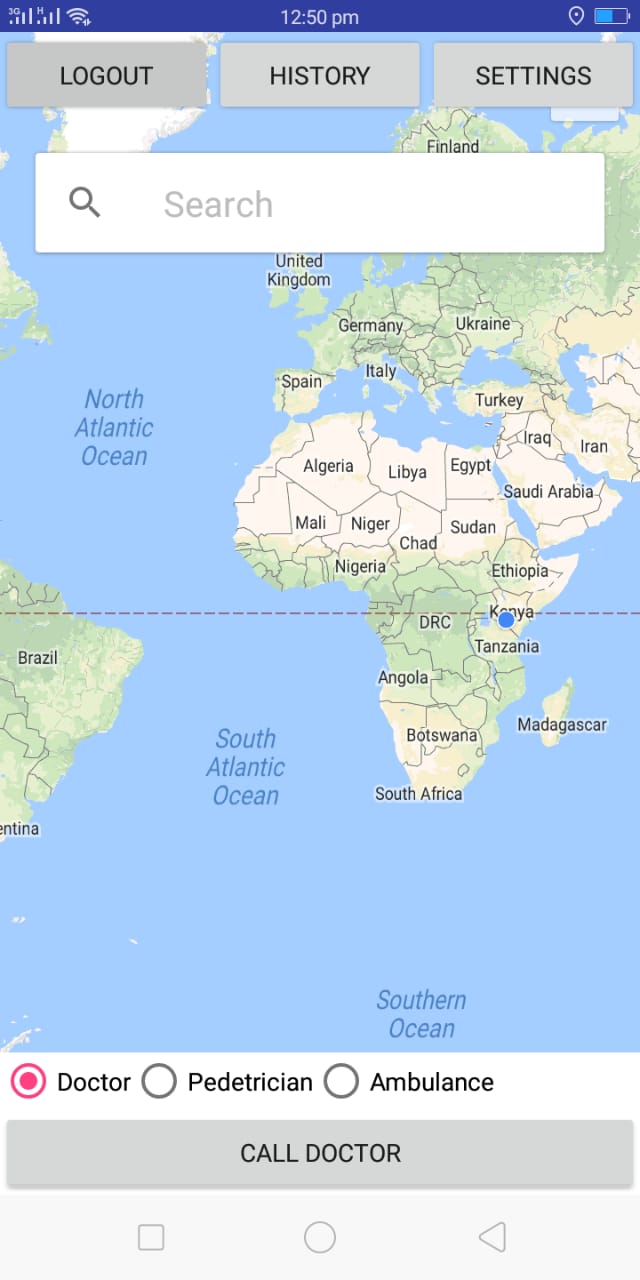 3G H 12:50 pm
LOGOUT HISTORY SETTINGS
Finland
Search
United
Kingdom
Germany Ukraine
Italy
Spain
Turkey
North
Atlantic
Ocean
Iraq
Iran
Algeria
Libya
Egypt
Saudi Arabia
Mali
Niger
Sudan
Chad
Nigeria
Ethiopia
Kenya
DRC
Tanzania
Brazil
Angola
Madagascar
Botswana
South
Atlantic
Ocean
South Africa
entina
Southern
Ocean
Doctor Pedetrician Ambulance
CALL DOCTOR